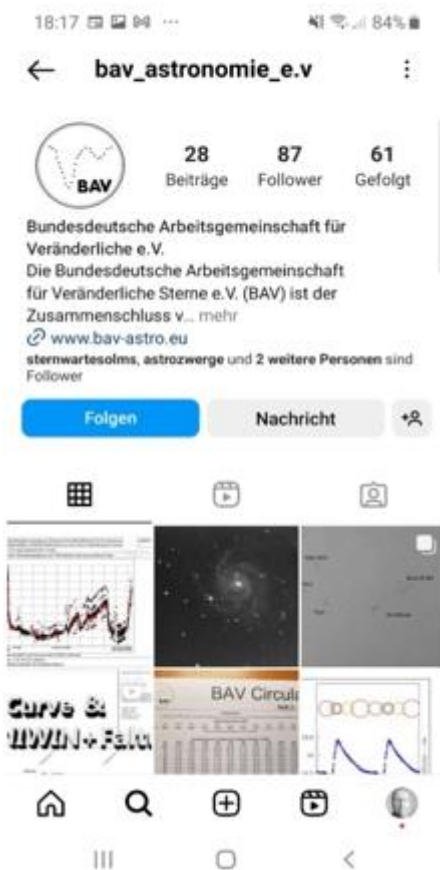 18:17 84%
bav_astronomie_e.v
BAV
28 87 61
Beiträge Follower Gefolgt
Bundesdeutsche Arbeitsgemeinschaft für
Veränderliche e.V.
Die Bundesdeutsche Arbeitsgemeinschaft
für Veränderliche Sterne e.V. (BAV) ist der
Zusammenschluss v... mehr
www.bav-astro.eu
sternwartesolms, astrozwerge und 2 weitere Personen sind
Follower
Folgen Nachricht
Curve &
BAV Circula